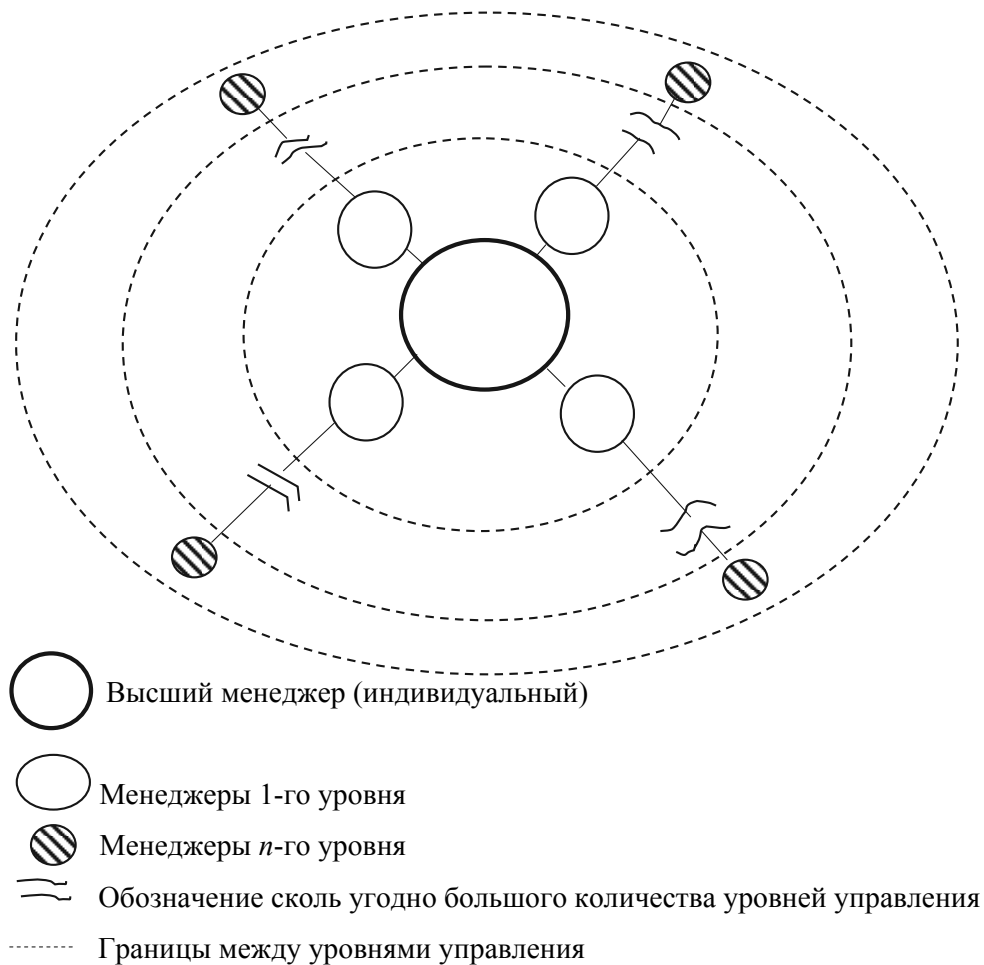 Высший менеджер (индивидуальный)
Менеджеры 1-го уровня
Менеджеры n-го уровня
Обозначение сколь угодно большого количества уровней управления
Границы между уровнями управления